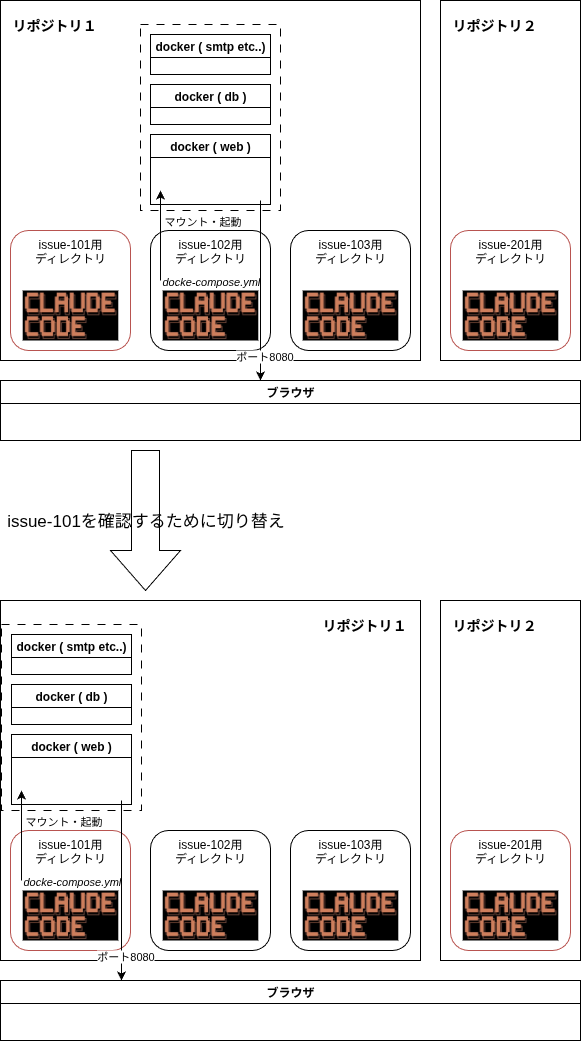 リポジトリ１
リポジトリ２
docker ( smtp etc..)
docker ( db )
docker ( web )
マウント・起動
issue-101用
ディレクトリ
issue-102用
ディレクトリ
issue-103用
ディレクトリ
issue-201用
ディレクトリ
docke-compose.yml
CLAUDE
CODE
CLAUDE
CODE
CLAUDE
CODE
CLAUDE
CODE
ポート8080
ブラウザ
issue-101を確認するために切り替え
リポジトリ１
リポジトリ２
docker ( smtp etc..)
docker ( db )
docker ( web )
マウント・起動
issue-101用
ディレクトリ
issue-102用
ディレクトリ
issue-103用
ディレクトリ
issue-201用
ディレクトリ
docke-compose.yml
CLAUDE
CODE
CLAUDE
CODE
CLAUDE
CODE
CLAUDE
CODE
ポート8080
ブラウザ